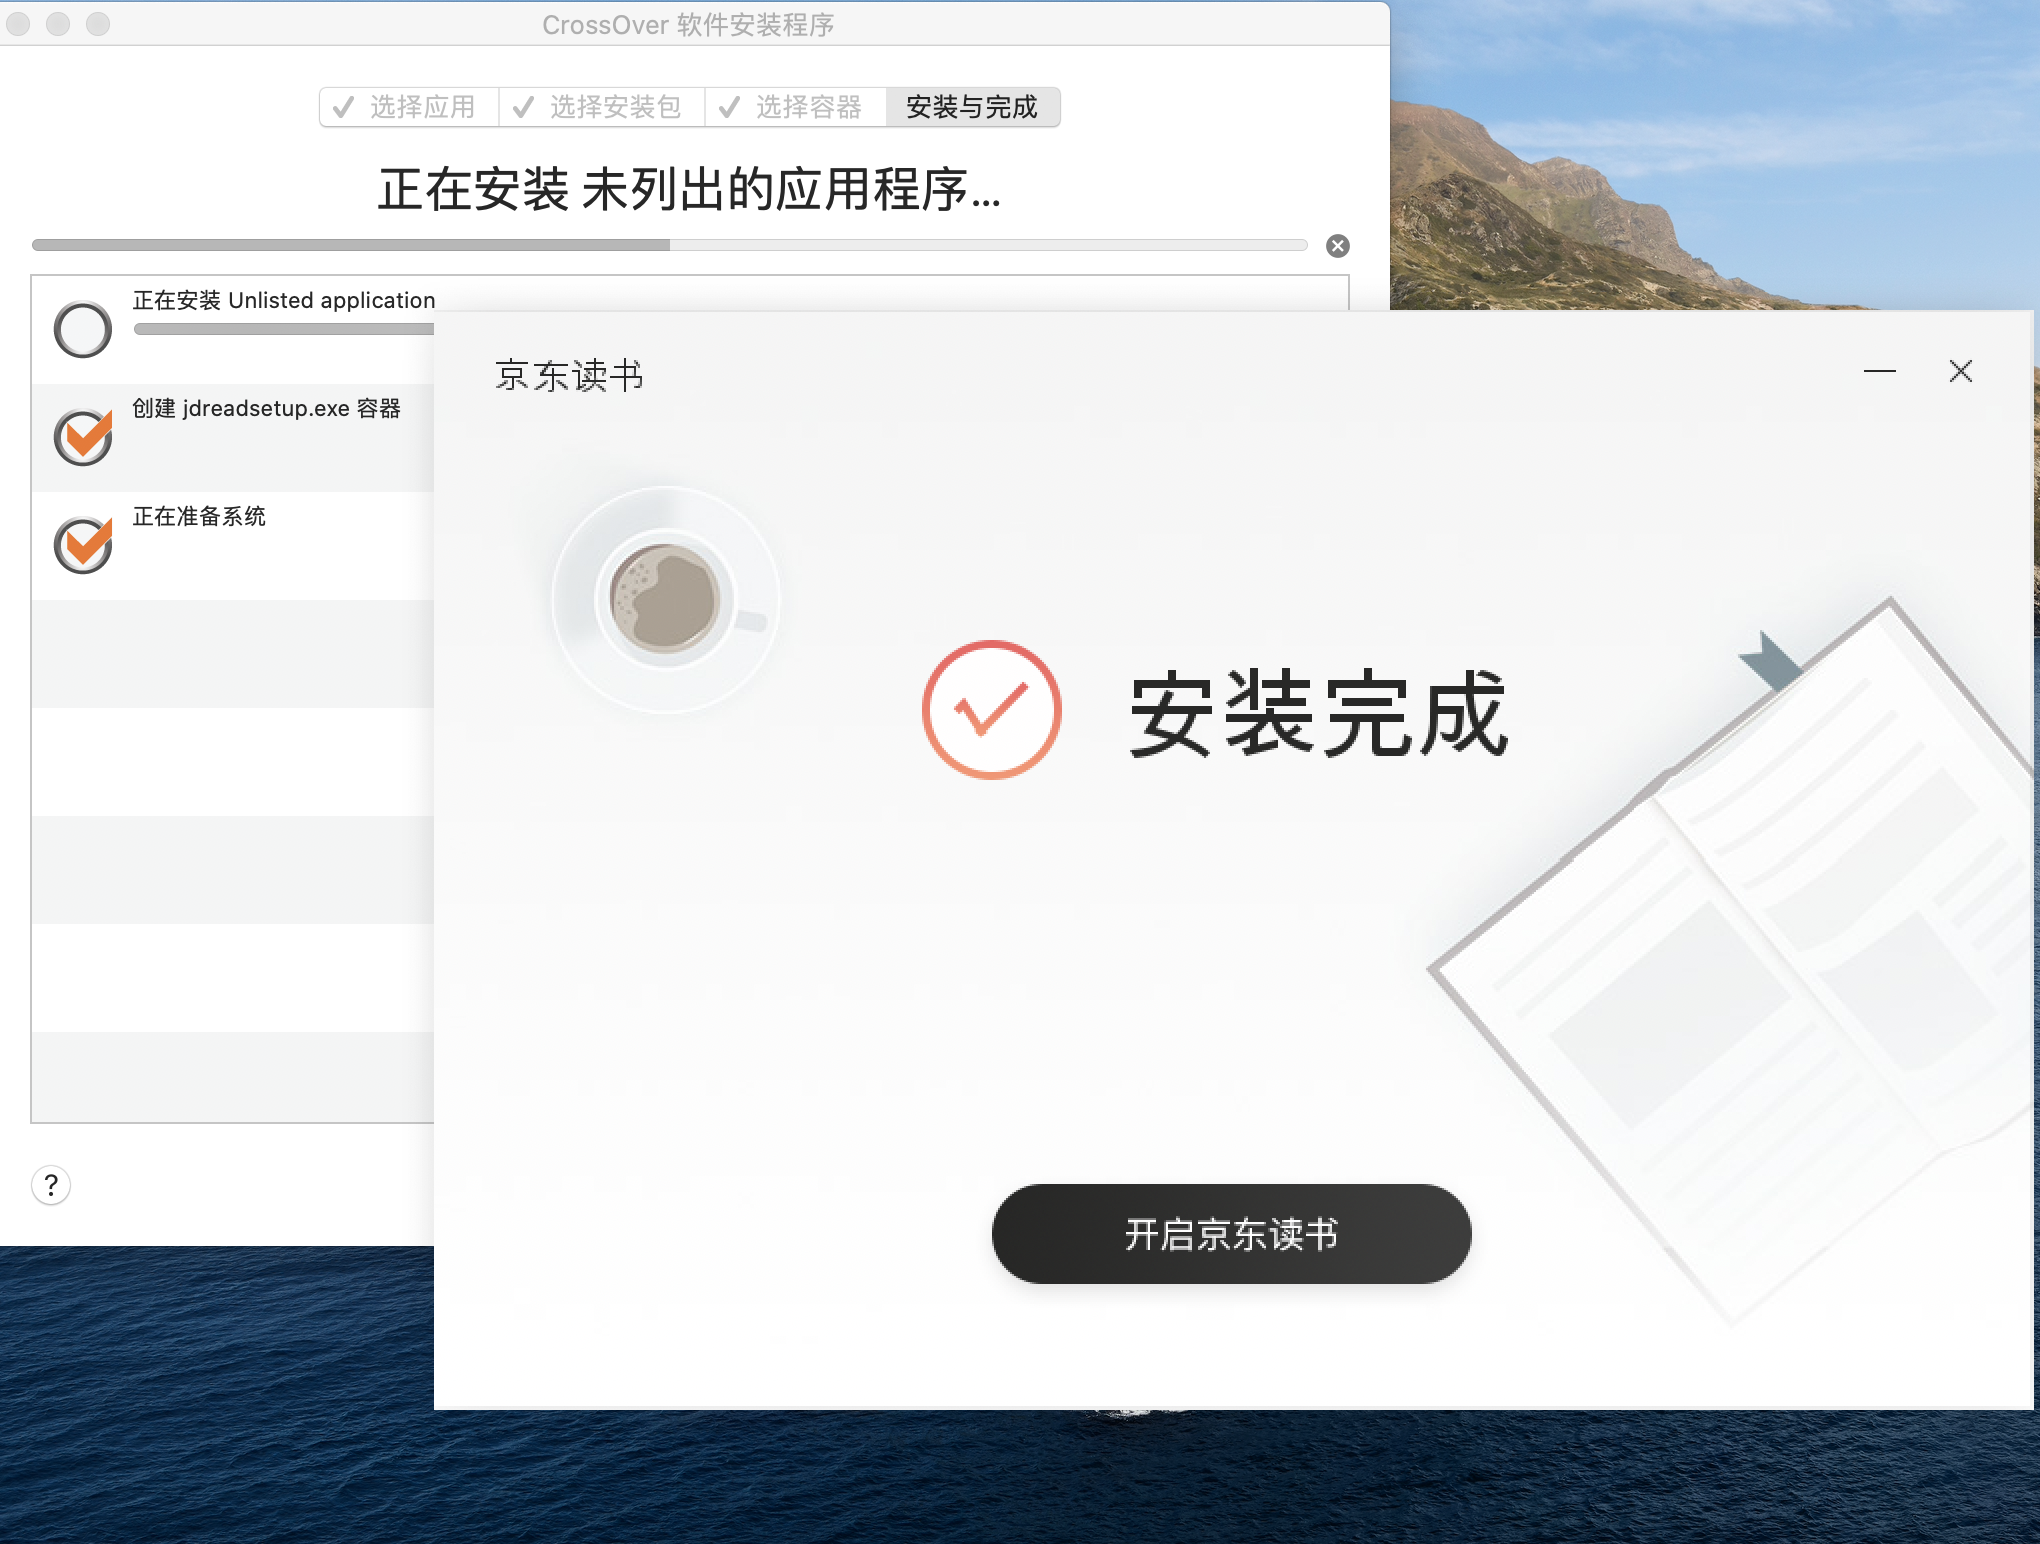 CrossOver 软件安装程序
选择应用 选择安装包 选择容器 安装与完成
正在安装 未列出的应用程序...
正在安装 Unlisted application
创建 jdreadsetup.exe 容器
正在准备系统
?
京东读书
安装完成
开启京东读书